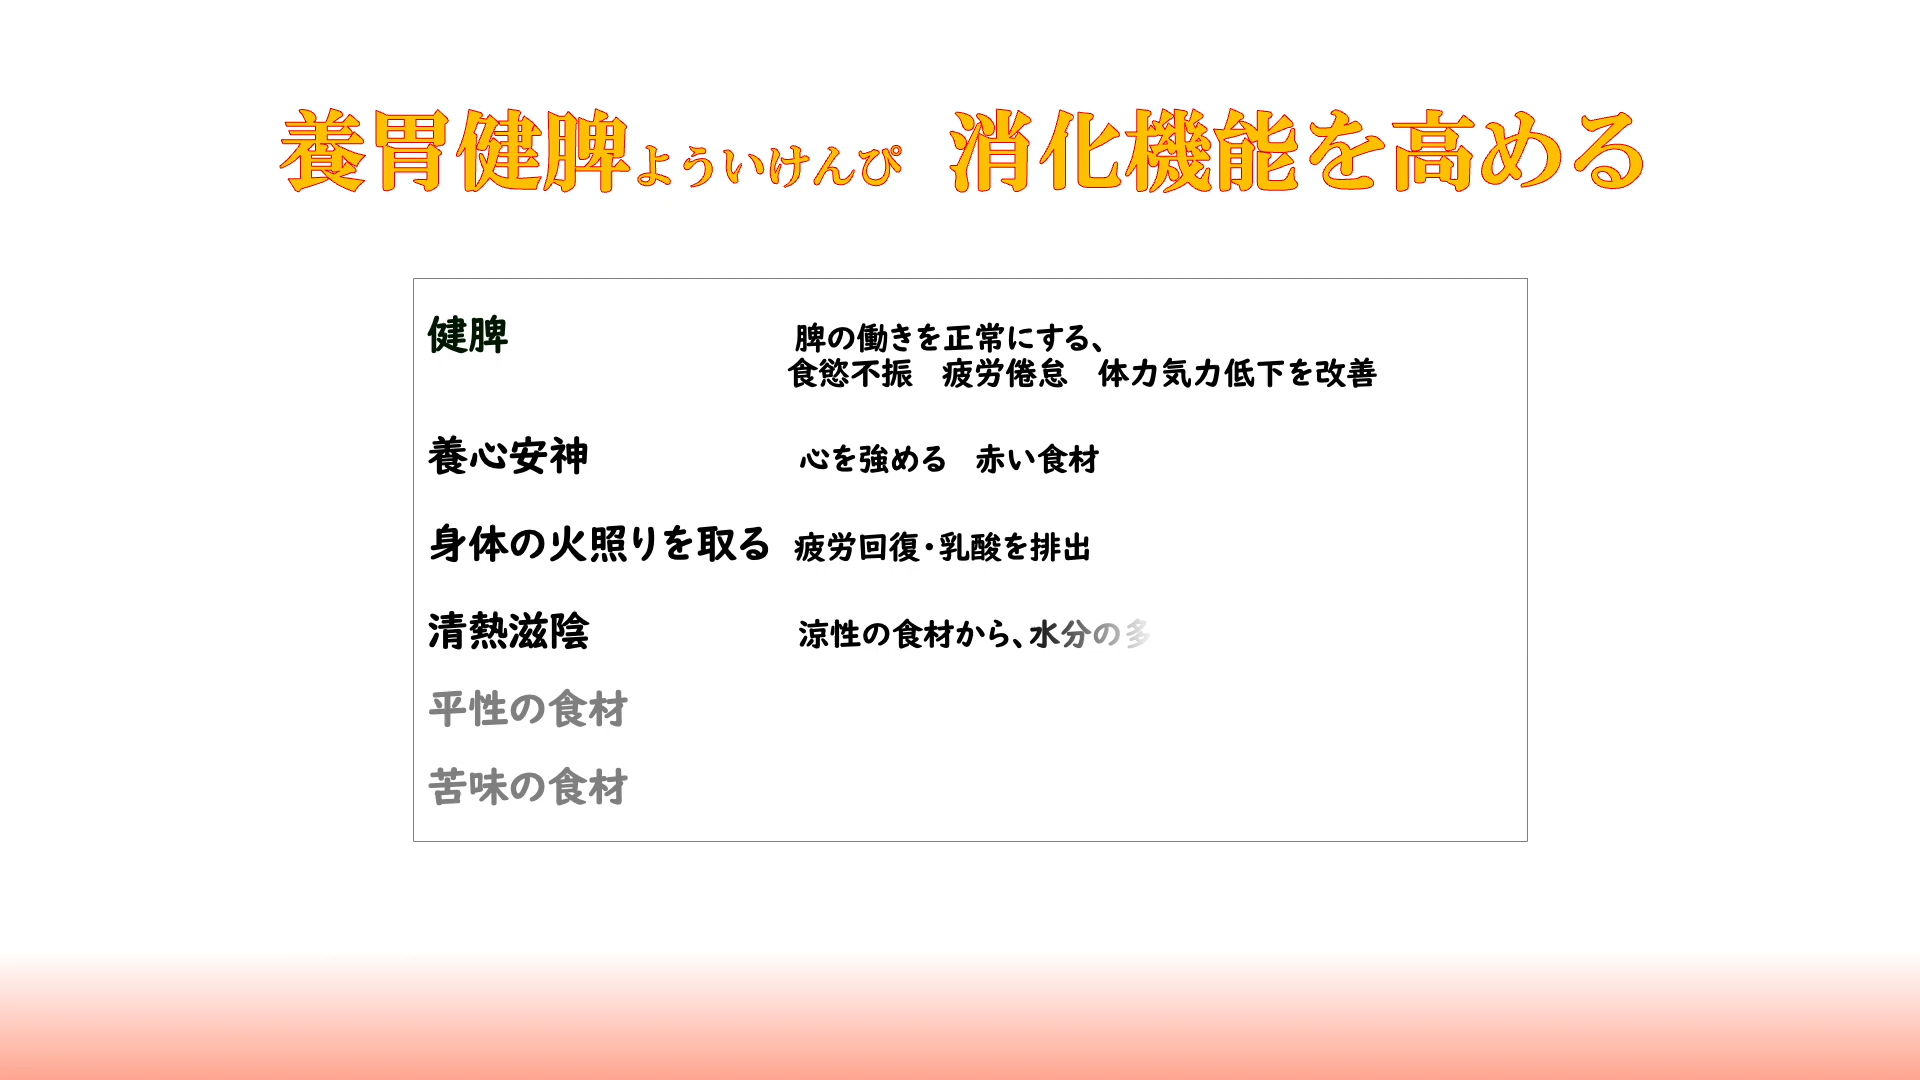 養胃健脾よういけんぴ　消化機能を高める
健脾　脾の働きを正常にする、
食慾不振　疲労倦怠　体力気力低下を改善
養心安神　心を強める　赤い食材
身体の火照りを取る　疲労回復・乳酸を排出
清熱滋陰　涼性の食材から、水分の多
平性の食材
苦味の食材